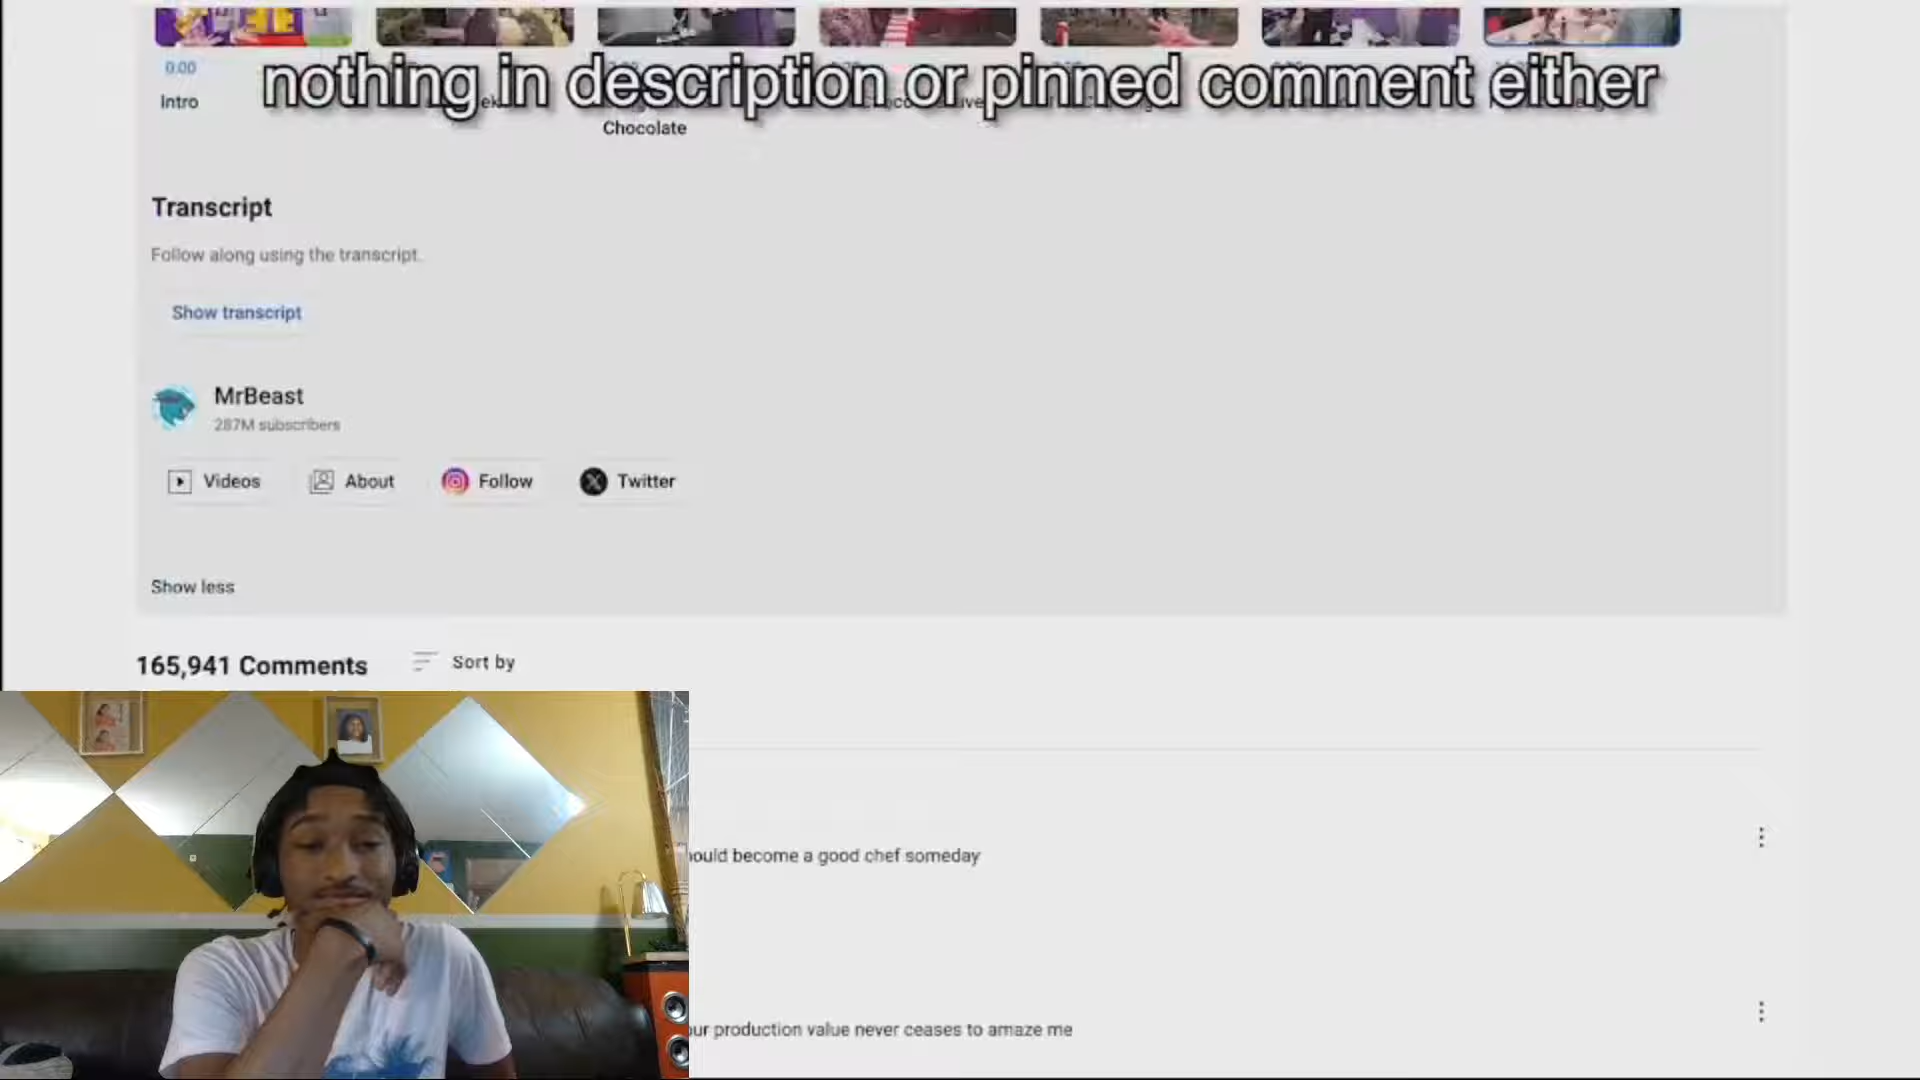 nothing in description or pinned comment either
0:00
Intro
Chocolate
Transcript
Follow along using the transcript.
Show transcript
MrBeast
287M subscribers
Videos
About
Follow
Twitter
Show less
165,941 Comments
Sort by
ould become a good chef someday
ur production value never ceases to amaze me